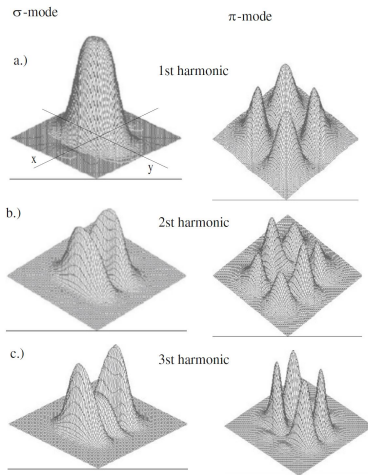 σ-mode
π-mode
a.)
1st harmonic
x
y
b.)
2st harmonic
c.)
3st harmonic